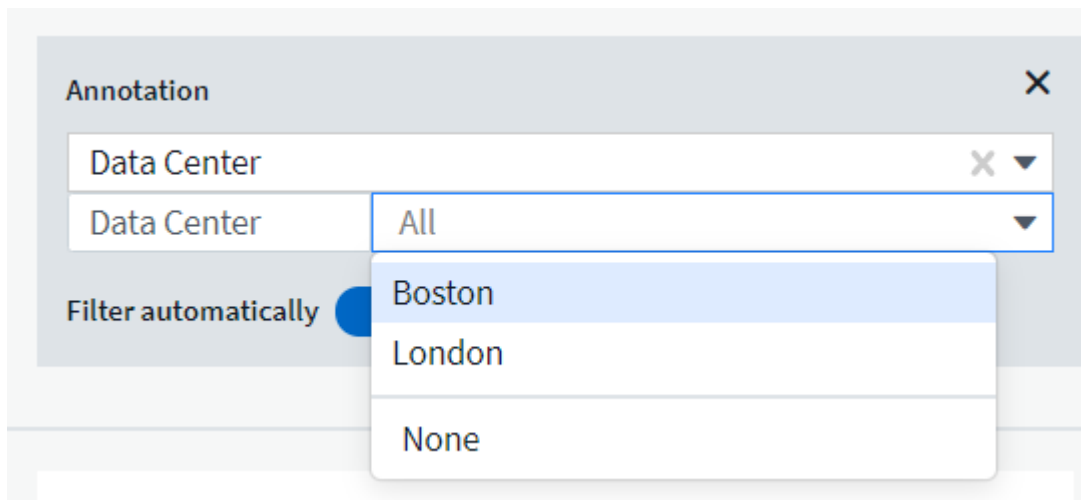 Annotation
Data Center
Data Center All
Boston
Filter automatically
London
None